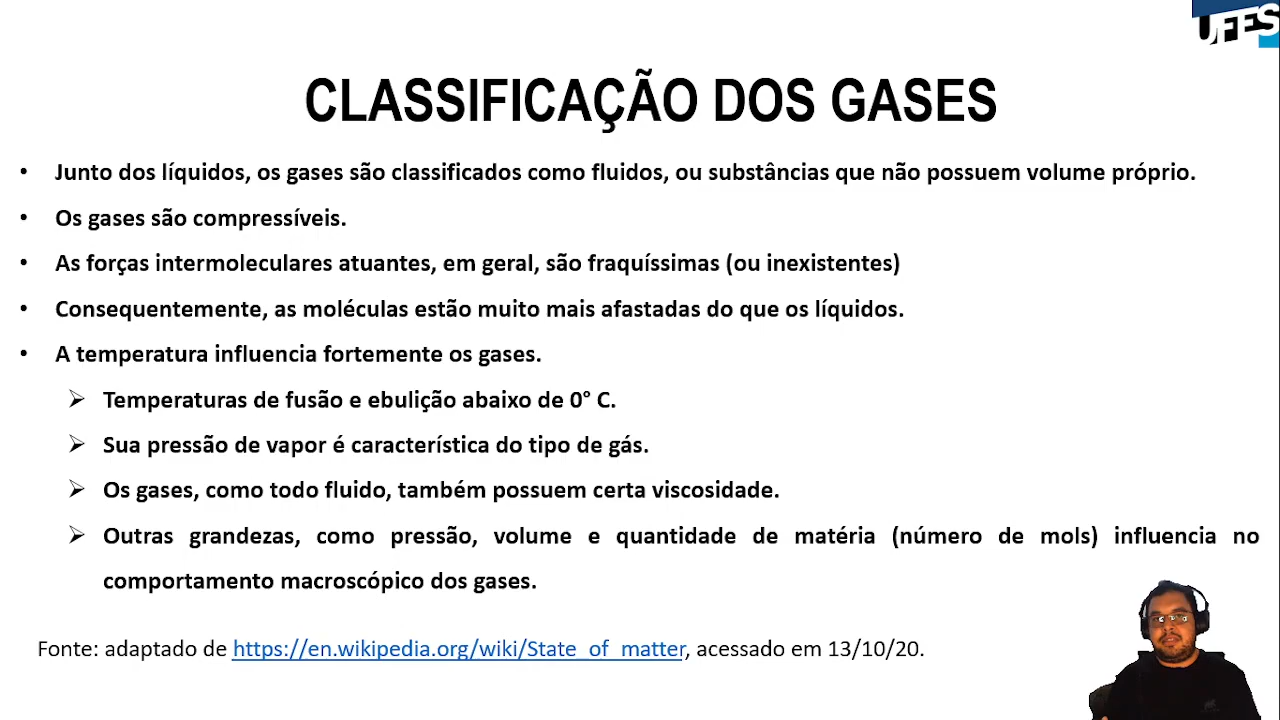 UFES
CLASSIFICAÇÃO DOS GASES
• Junto dos líquidos, os gases são classificados como fluidos, ou substâncias que não possuem volume próprio.
• Os gases são compressíveis.
• As forças intermoleculares atuantes, em geral, são fraquíssimas (ou inexistentes)
• Consequentemente, as moléculas estão muito mais afastadas do que os líquidos.
• A temperatura influencia fortemente os gases.
➢ Temperaturas de fusão e ebulição abaixo de 0° C.
➢ Sua pressão de vapor é característica do tipo de gás.
➢ Os gases, como todo fluido, também possuem certa viscosidade.
➢ Outras grandezas, como pressão, volume e quantidade de matéria (número de mols) influencia no
comportamento macroscópico dos gases.
Fonte: adaptado de https://en.wikipedia.org/wiki/State_of_matter, acessado em 13/10/20.